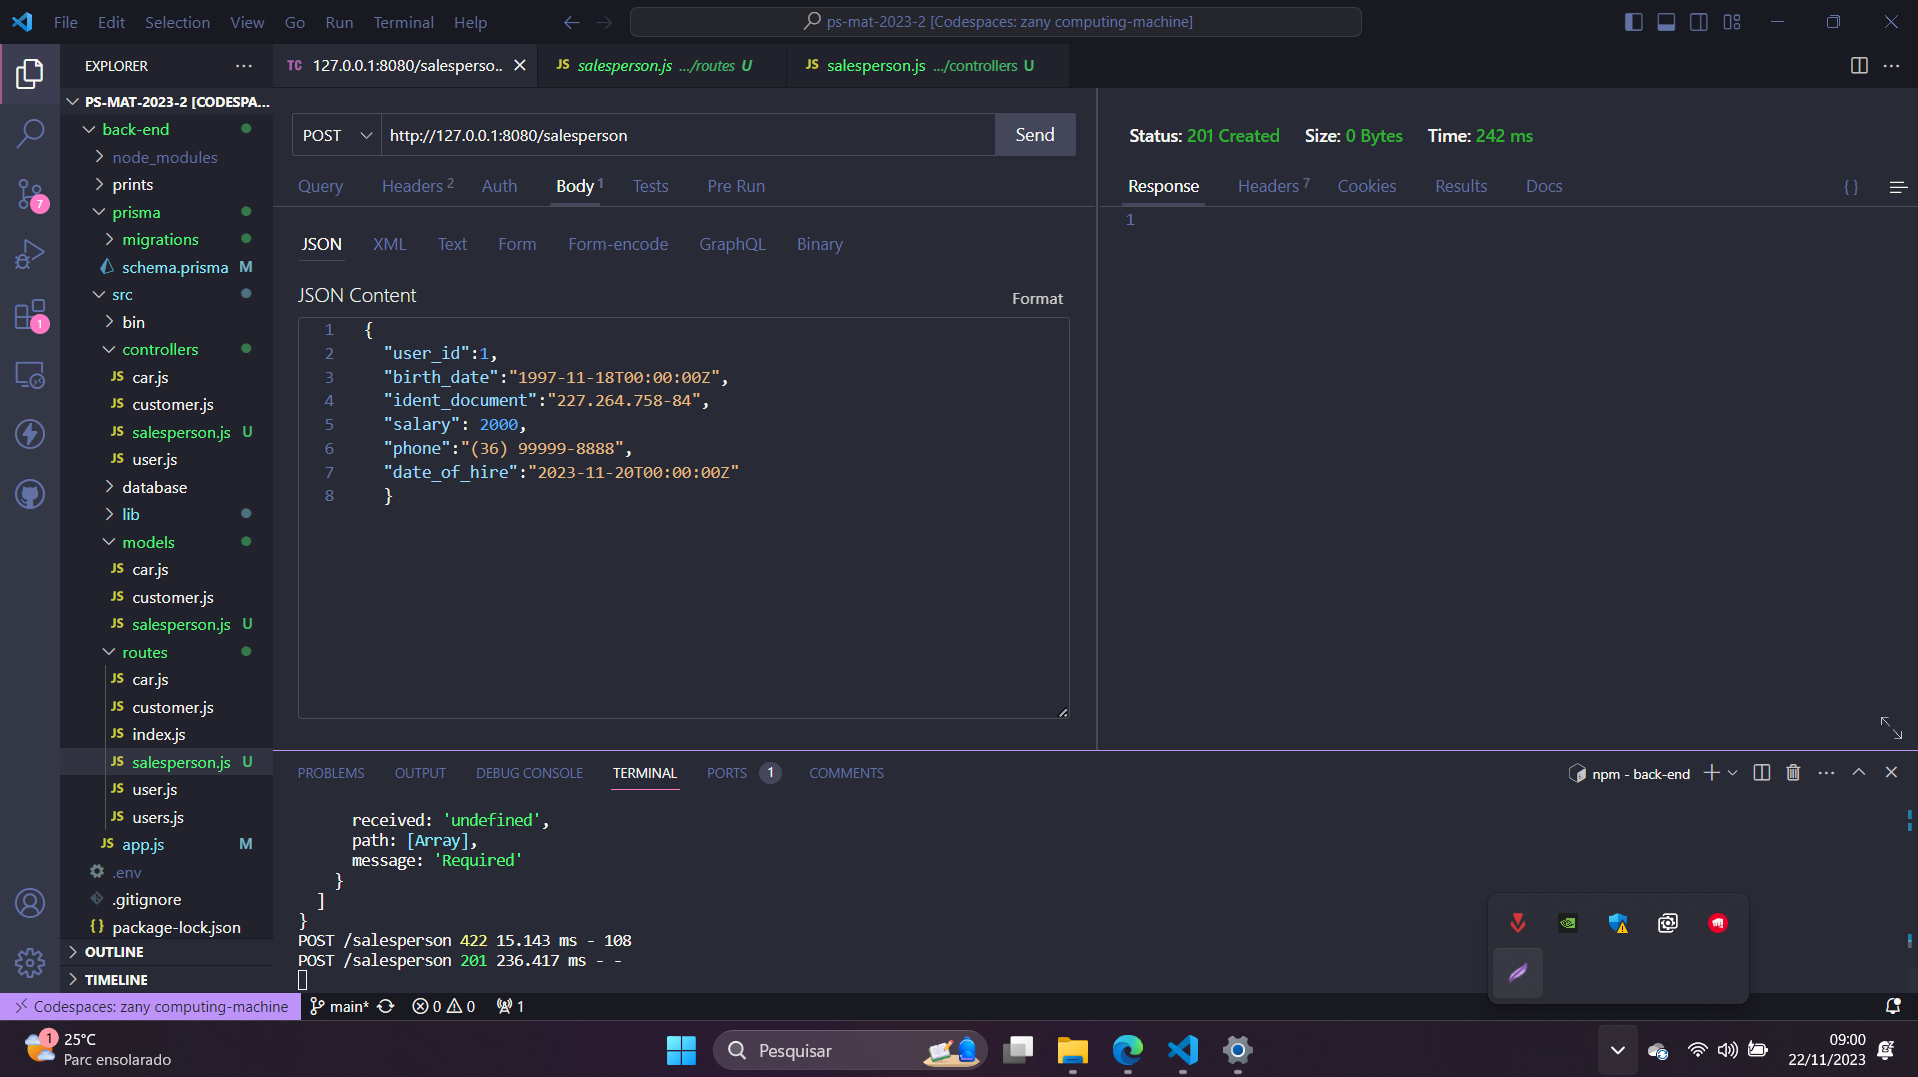 File Edit Selection View Go Run Terminal Help
ps-mat-2023-2 [Codespaces: zany computing-machine]
EXPLORER
TC 127.0.0.1:8080/salesperso..
JS salesperson.js .../routes U
JS salesperson.js .../controllers U
PS-MAT-2023-2 [CODESPA...
back-end
node_modules
prints
prisma
migrations
schema.prisma M
src
bin
controllers
JS car.js
JS customer.js
JS salesperson.js U
JS user.js
database
lib
models
JS car.js
JS customer.js
JS salesperson.js U
routes
JS car.js
JS customer.js
JS index.js
JS salesperson.js U
JS user.js
JS users.js
JS app.js M
.env
.gitignore
{} package-lock.json
OUTLINE
TIMELINE
7
1
POST http://127.0.0.1:8080/salesperson Send
Query Headers 2 Auth Body 1 Tests Pre Run
JSON XML Text Form Form-encode GraphQL Binary
JSON Content
Format
1 {
2 "user_id":1,
3 "birth_date":"1997-11-18T00:00:00Z",
4 "ident_document":"227.264.758-84",
5 "salary": 2000,
6 "phone":"(36) 99999-8888",
7 "date_of_hire":"2023-11-20T00:00:00Z"
8 }
Status: 201 Created Size: 0 Bytes Time: 242 ms
Response Headers 7 Cookies Results Docs { }
1
PROBLEMS OUTPUT DEBUG CONSOLE TERMINAL PORTS 1 COMMENTS
npm - back-end
received: 'undefined',
path: [Array],
message: 'Required'
}
]
}
POST /salesperson 422 15.143 ms - 108
POST /salesperson 201 236.417 ms - -
Codespaces: zany computing-machine main* 0 0 1
1
25°C
Parc ensolarado
Pesquisar
09:00
22/11/2023